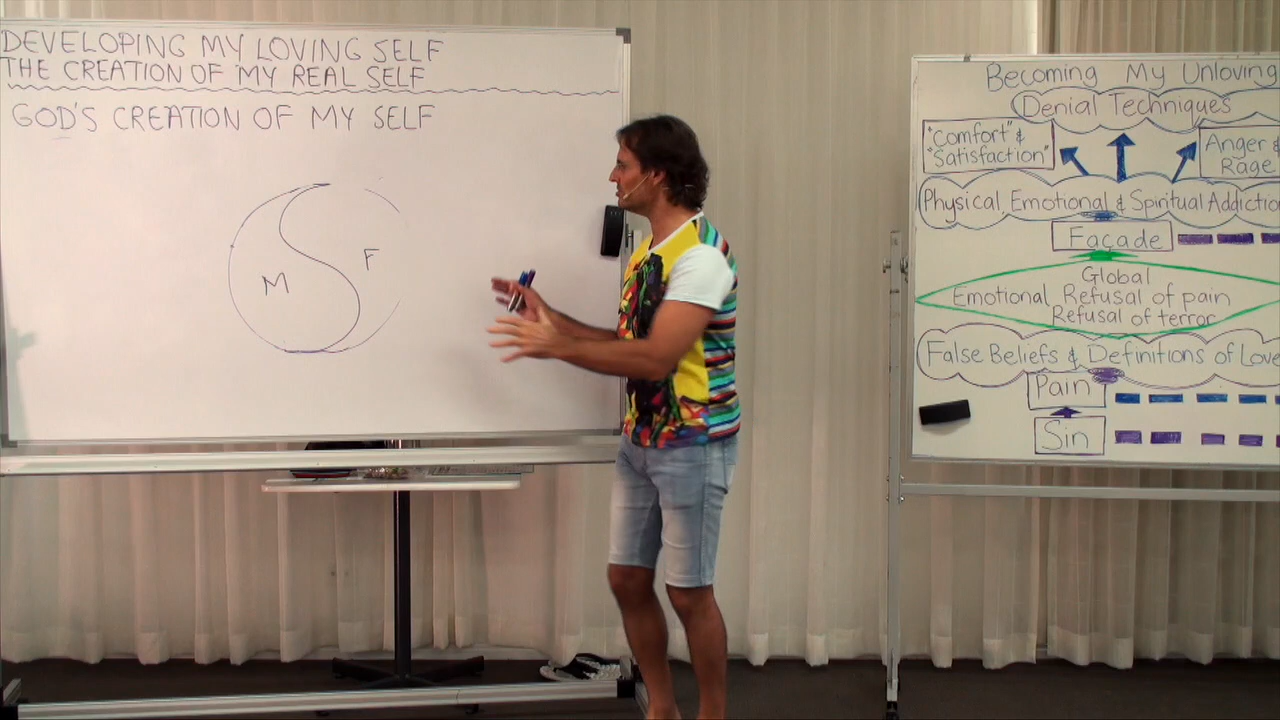 DEVELOPING MY LOVING SELF
THE CREATION OF MY REAL SELF
GOD'S CREATION OF MY SELF
M
F
Becoming My Unloving
Denial Techniques
"Comfort" &
"Satisfaction"
Anger &
Rage
Physical, Emotional & Spiritual Addictio
Façade
Global
Emotional Refusal of pain
Refusal of terror
False Beliefs & Definitions of Love
Pain
Sin